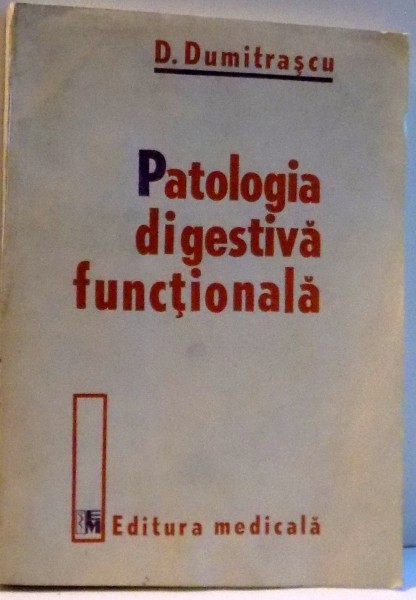 D. Dumitrașcu
Patologia
digestivă
funcțională
EM Editura medicală